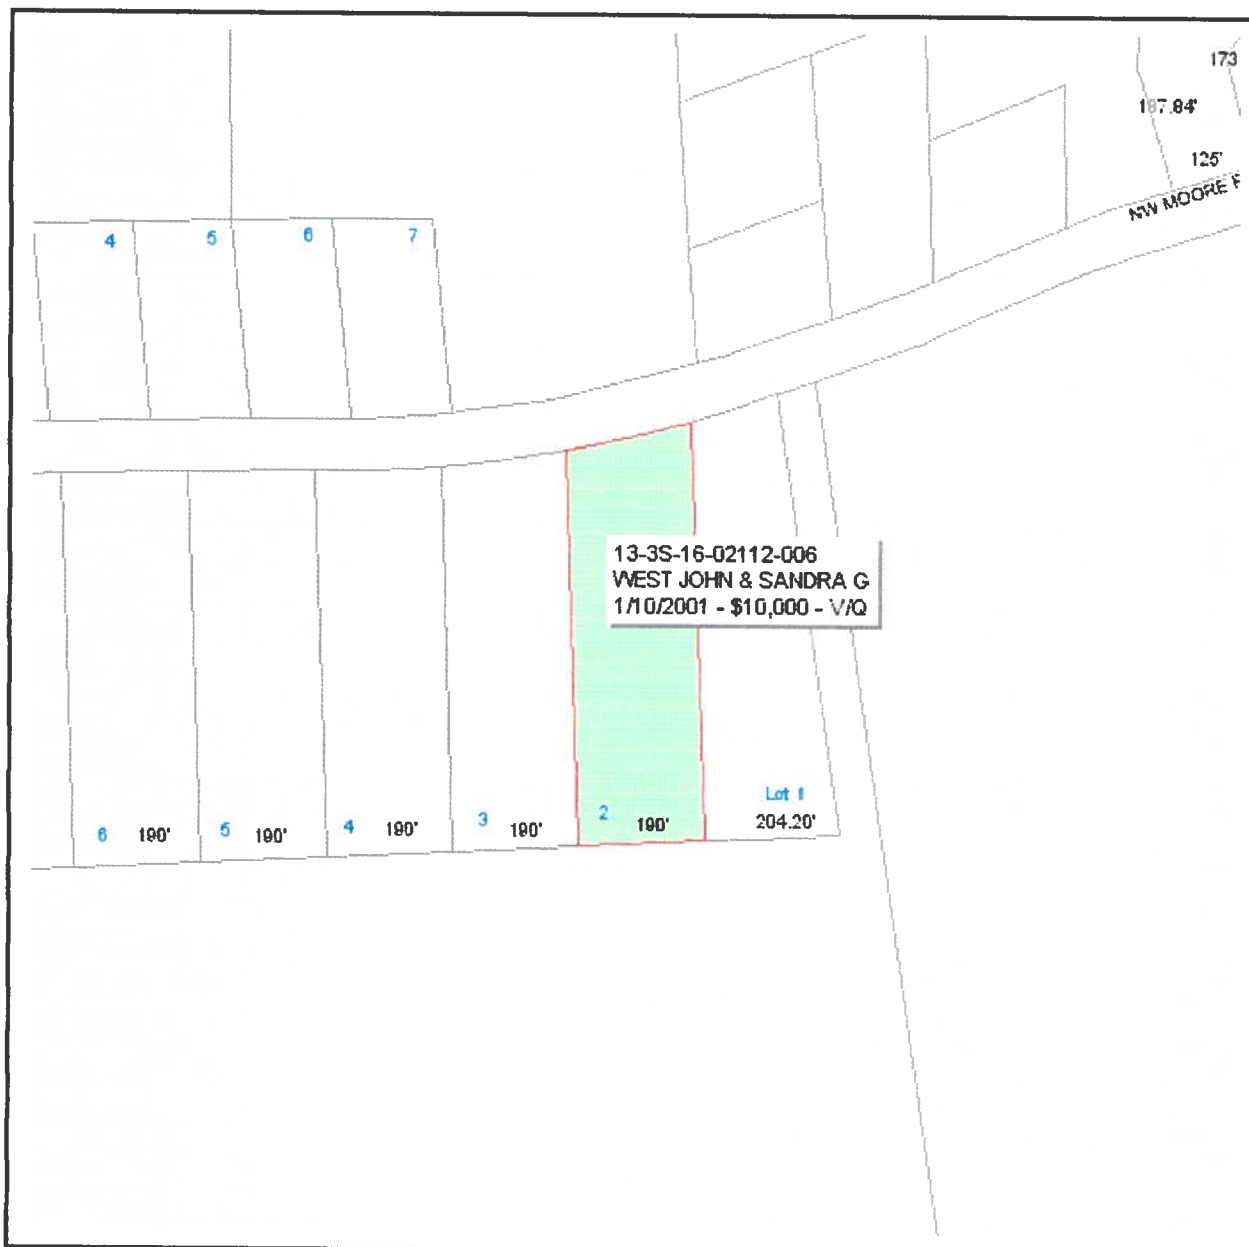 173
187.84'
125'
NW MOORE
4 5 6 7
13-3S-16-02112-006
WEST JOHN & SANDRA G
1/10/2001 - $10,000 - V/Q
Lot 1
6 190' 5 190' 4 190' 3 190' 2 190' 204.20'